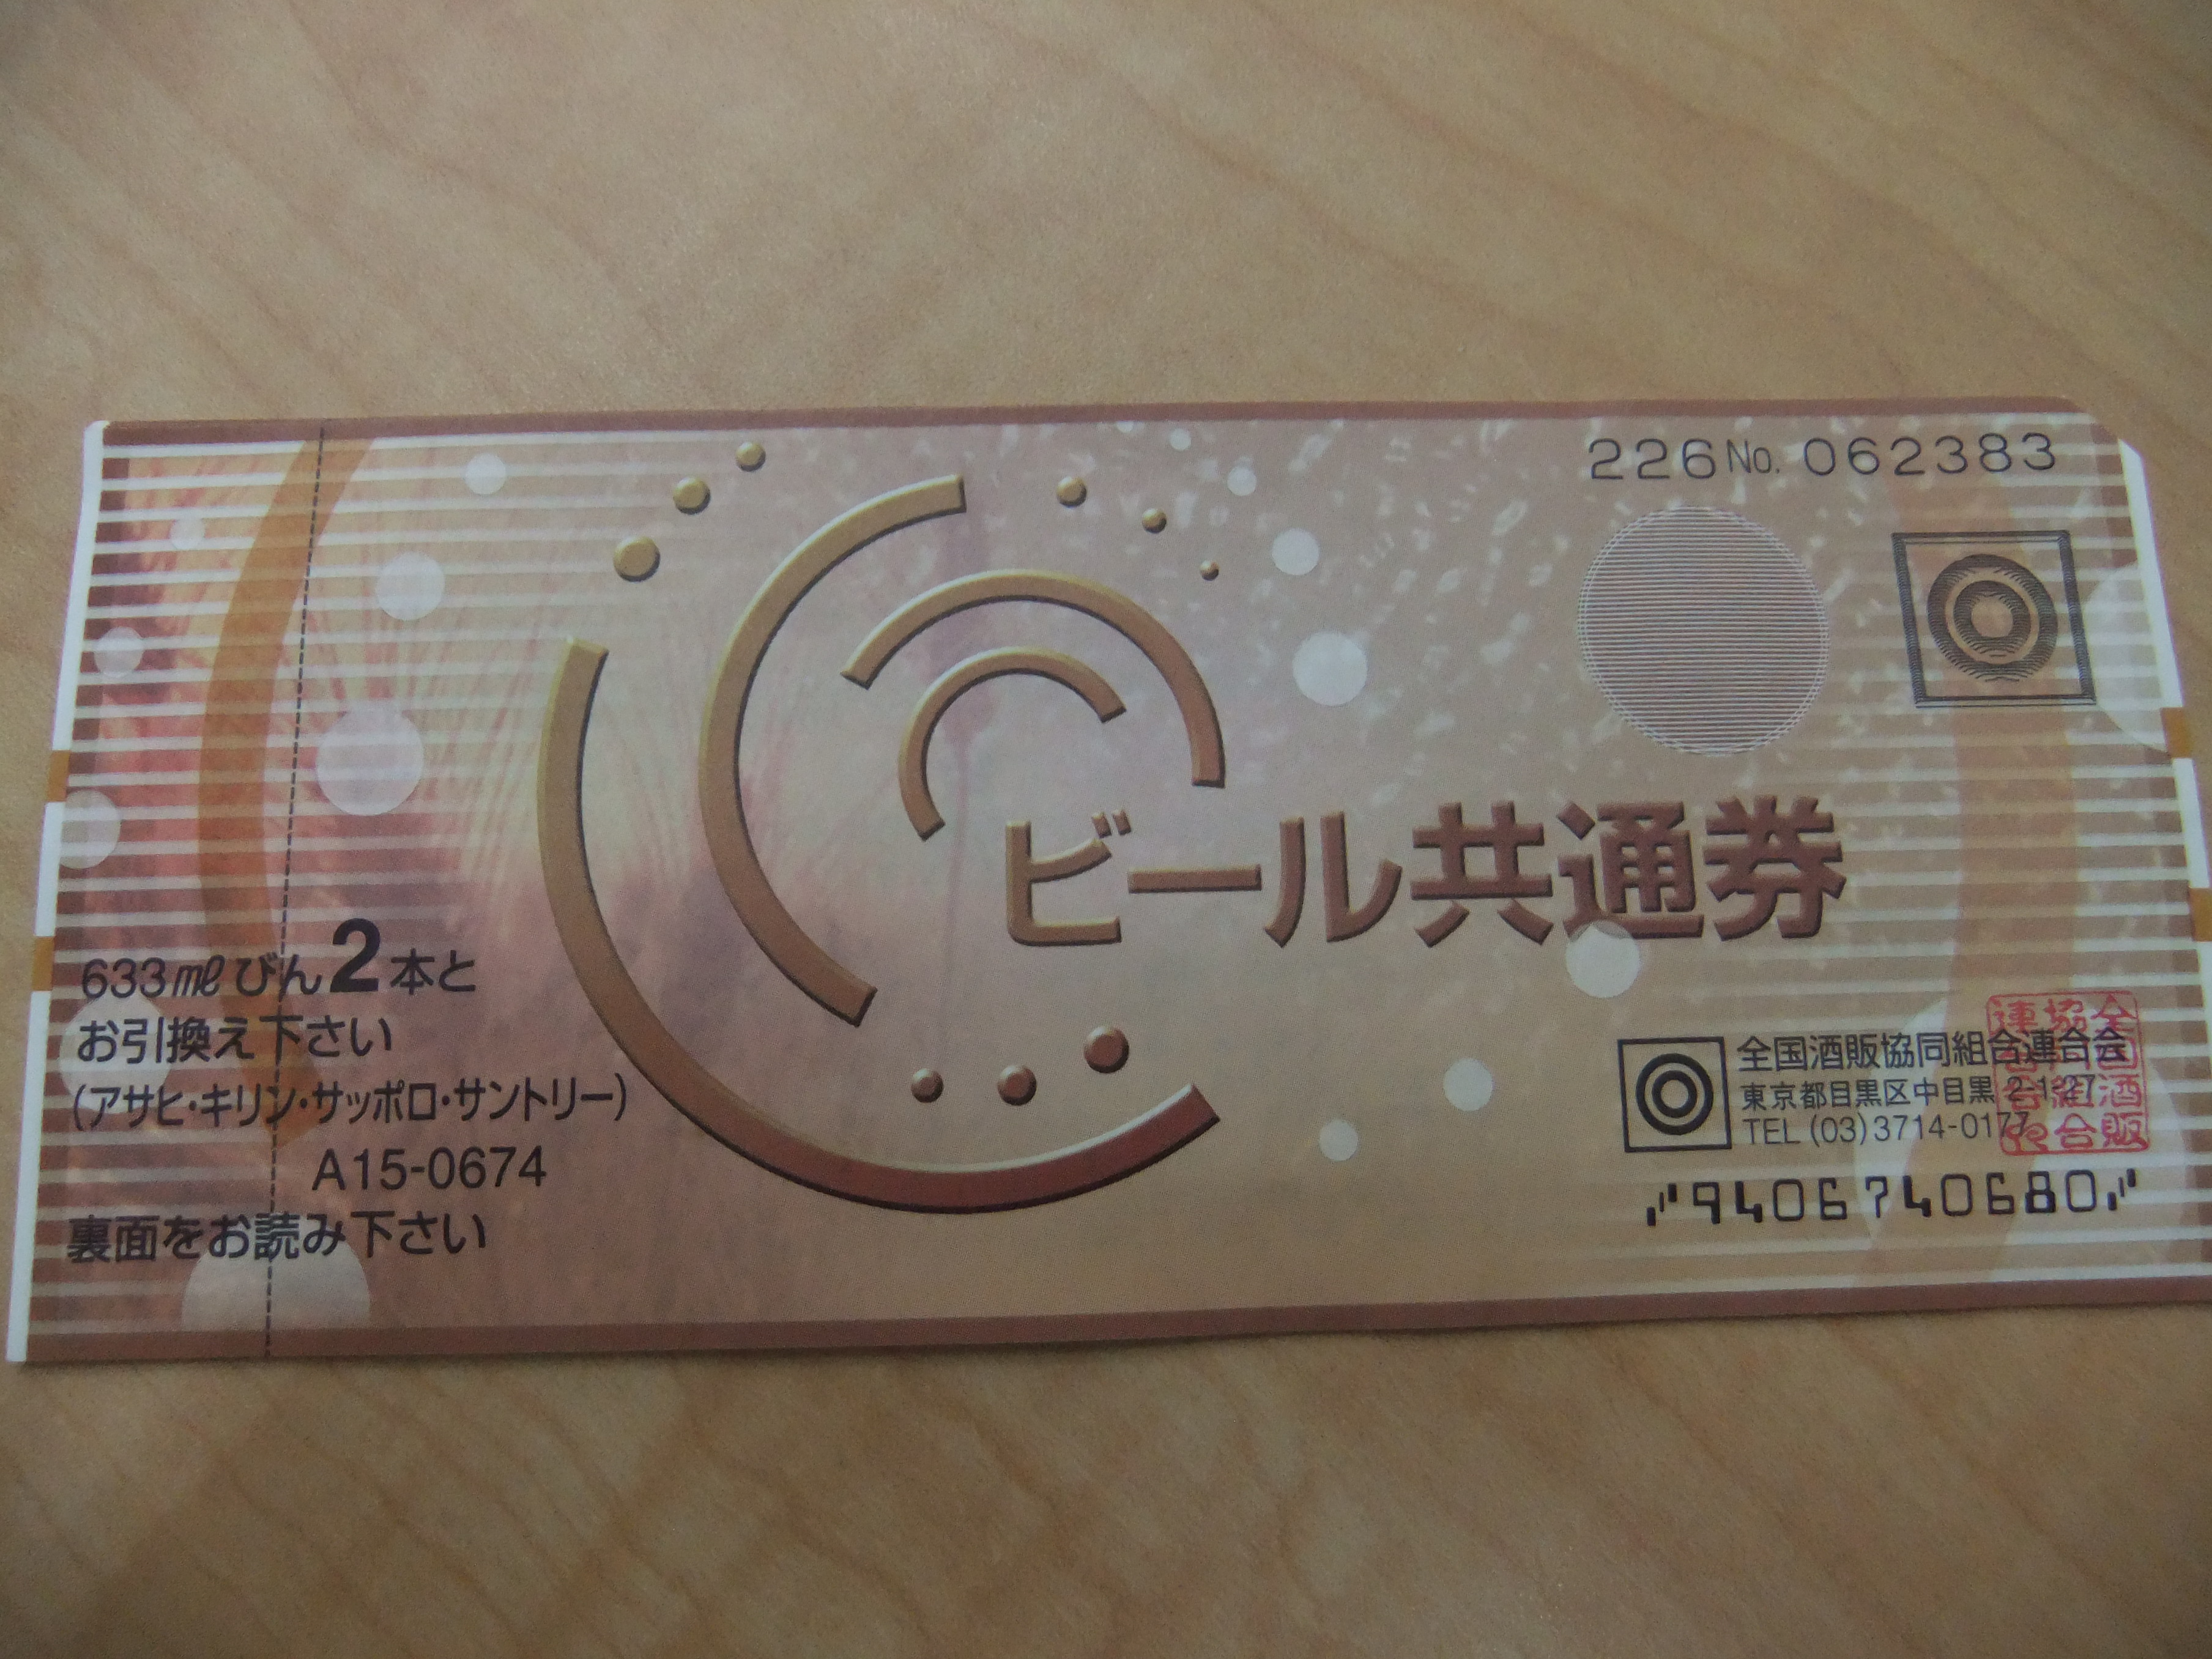 226 No. 062383
ビール共通券
633㎖びん2本と
お引換え下さい
(アサヒ・キリン・サッポロ・サントリー)
A15-0674
裏面をお読み下さい
全国酒販協同組合連合会
東京都目黒区中目黒 2-1-27
TEL (03) 3714-0177
9406740680